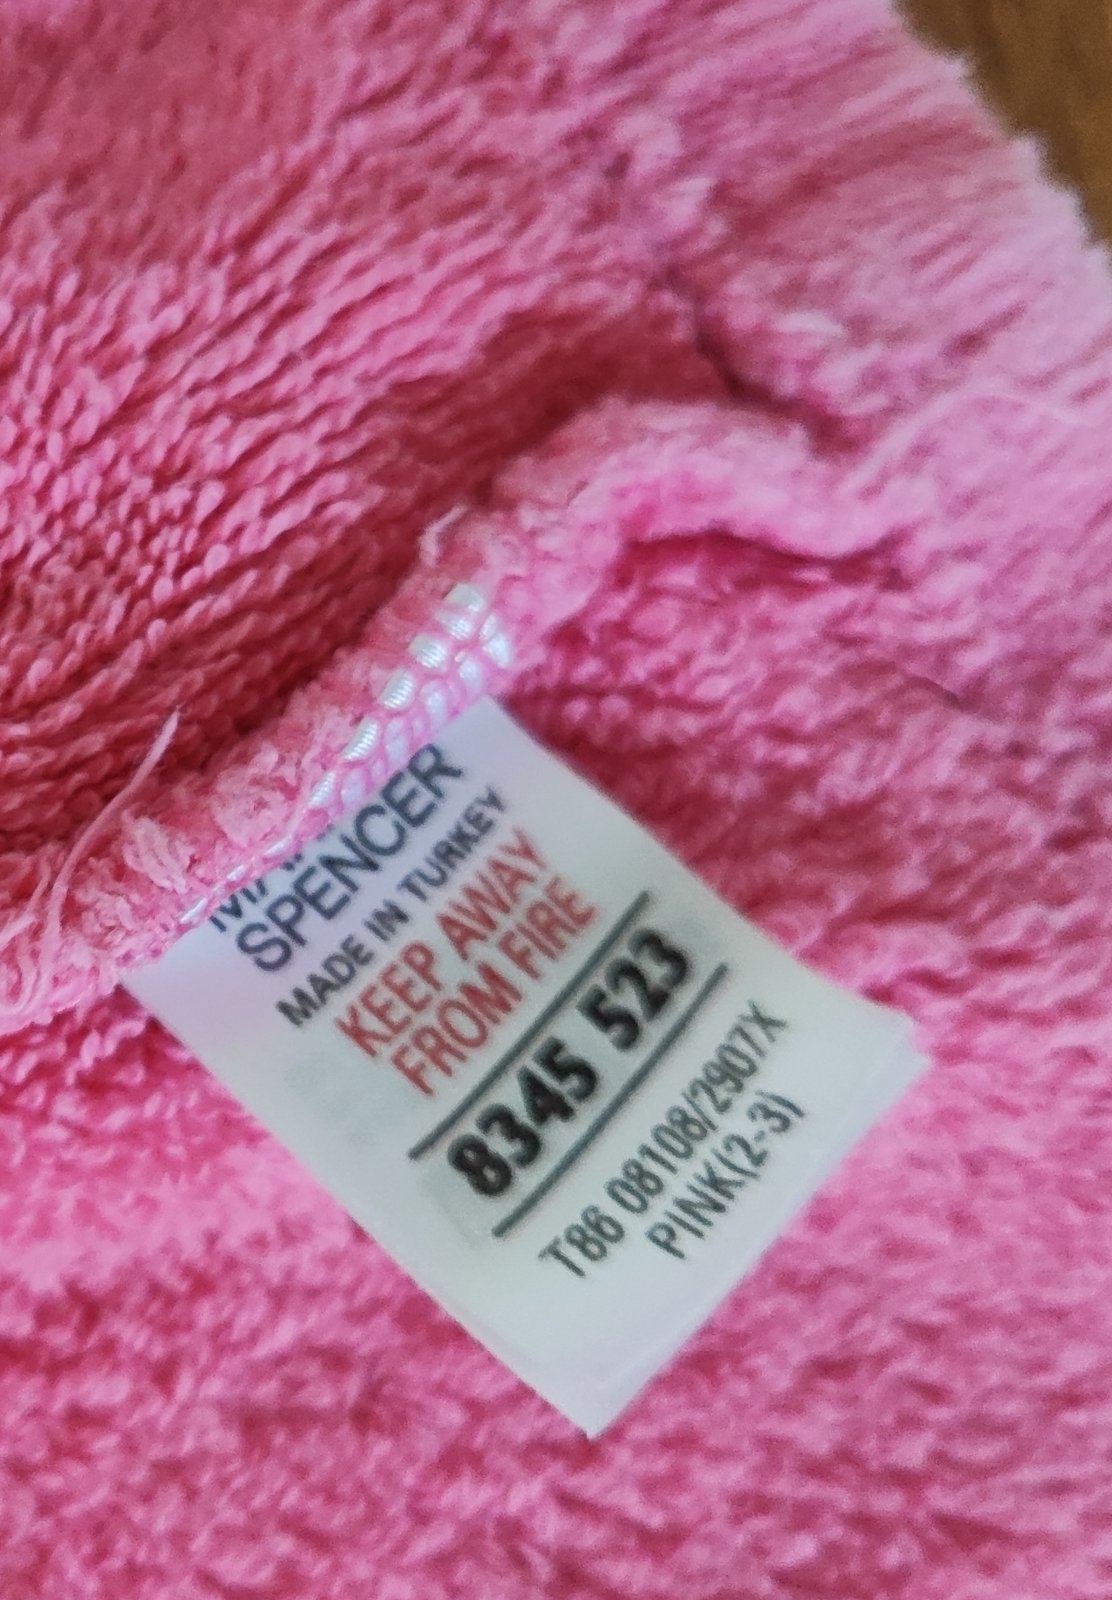 SPENCER
MADE IN TURKEY
KEEP AWAY
FROM FIRE
8345 523
T86 08108/2907X
PINK(2-3)